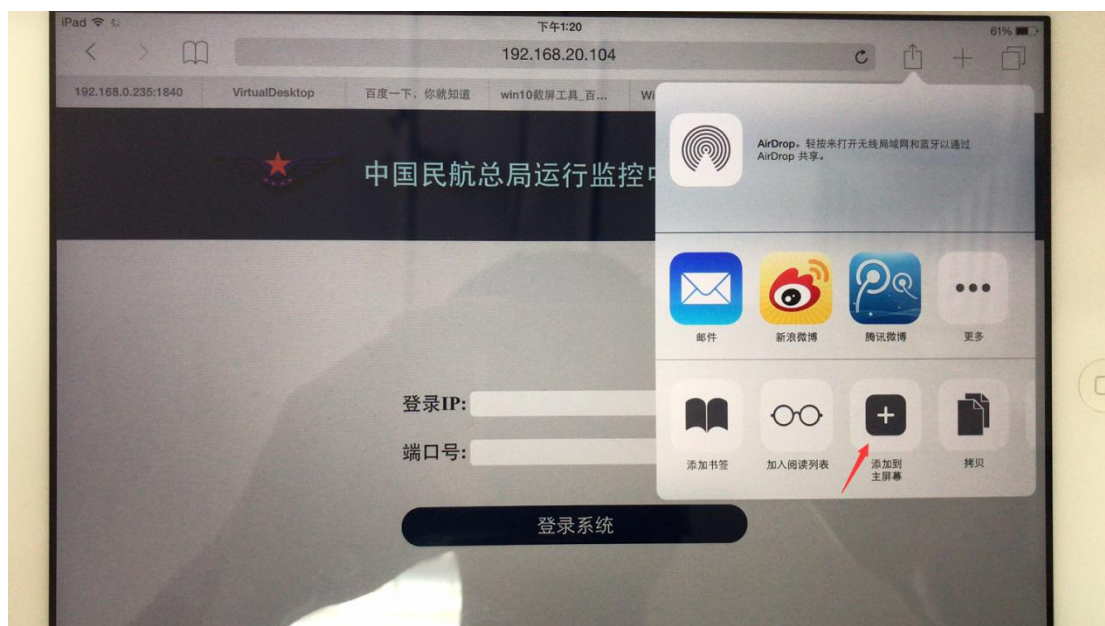 iPad
下午1:20
61%
192.168.20.104
192.168.0.235:1840
VirtualDesktop
百度一下，你就知道
win10截屏工具_百...
Wi
中国民航总局运行监控中
AirDrop。轻按来打开无线局域网和蓝牙以通过
AirDrop 共享。
邮件
新浪微博
腾讯微博
更多
登录IP:
端口号:
添加书签
加入阅读列表
添加到
主屏幕
拷贝
登录系统